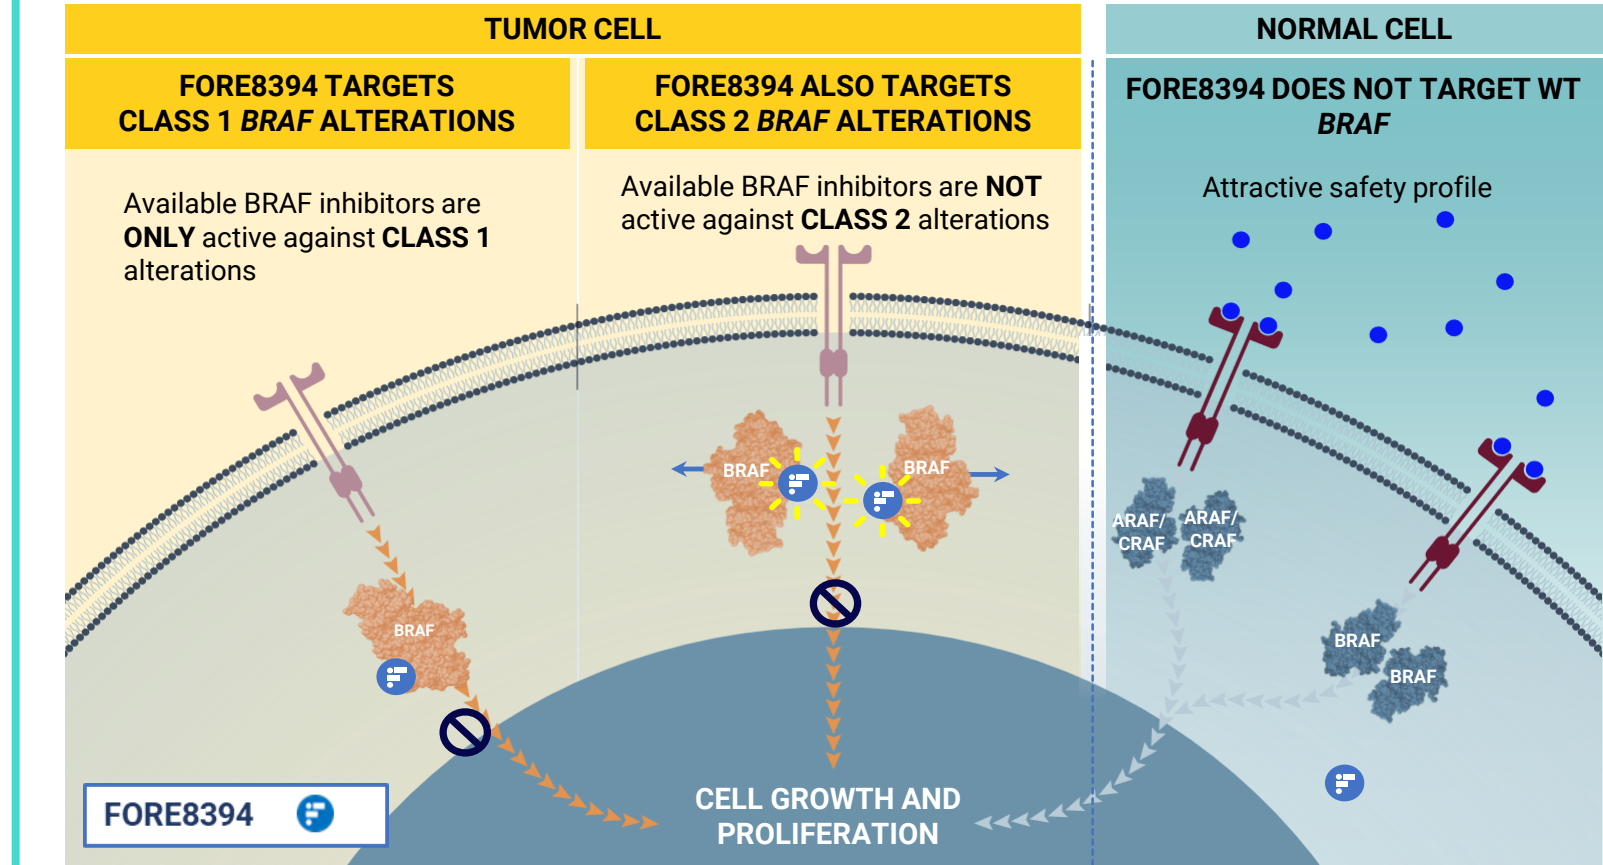 TUMOR CELL
NORMAL CELL
FORE8394 TARGETS
CLASS 1 BRAF ALTERATIONS
FORE8394 ALSO TARGETS
CLASS 2 BRAF ALTERATIONS
FORE8394 DOES NOT TARGET WT
BRAF
Available BRAF inhibitors are
ONLY active against CLASS 1
alterations
Available BRAF inhibitors are NOT
active against CLASS 2 alterations
Attractive safety profile
BRAF
BRAF
BRAF
ARAF/
CRAF
ARAF/
CRAF
BRAF
BRAF
CELL GROWTH AND
PROLIFERATION
FORE8394